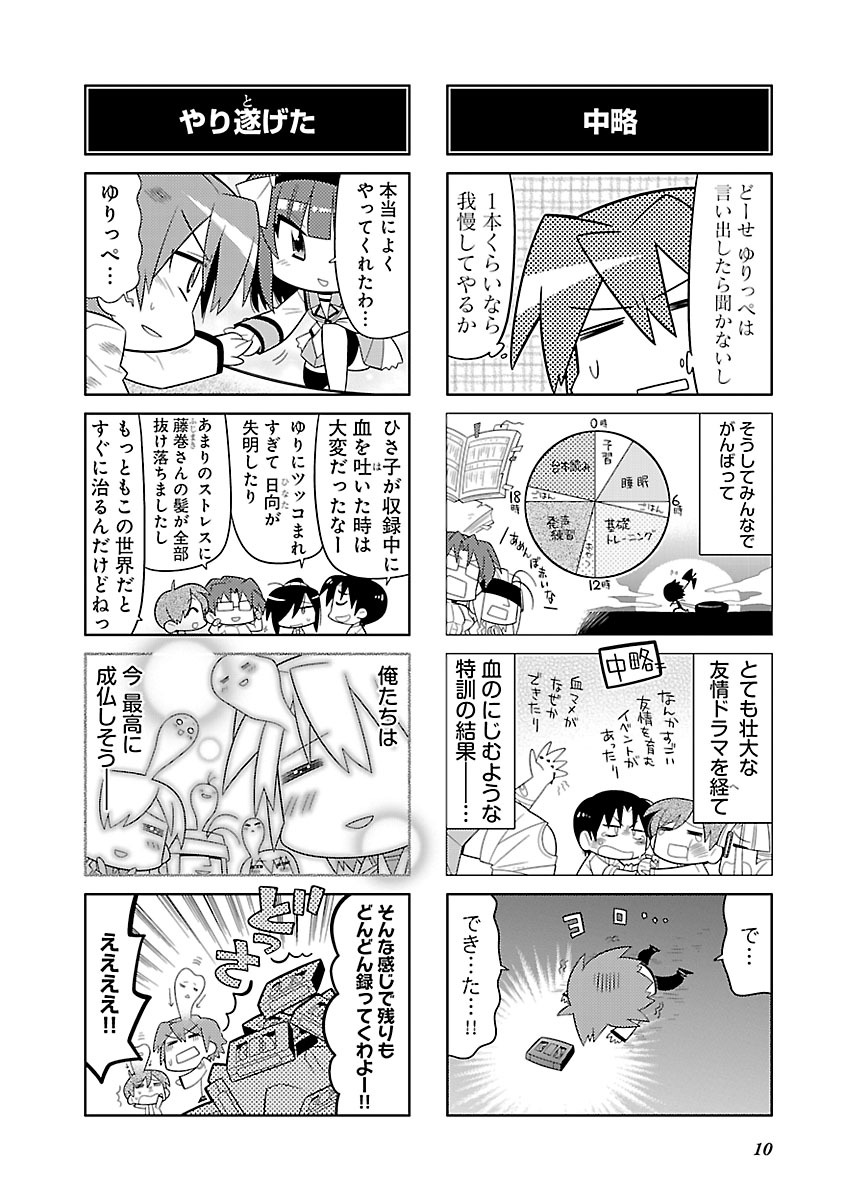 中略
どーせ ゆりっぺは
言い出したら聞かないし
１本くらいなら
我慢してやるか
そうしてみんなで
がんばって
0時
予習
睡眠
ごはん
6時
基礎
トレーニング
おやつ
12時
発声
練習
ごはん
18時
台本読み
あめんぼあまいな
とても壮大な
友情ドラマを経て
へ
中略
なんかすごい
友情を育む
イベントが
あったり
血マメが
なぜか
できたり
血のにじむような
特訓の結果――…
で…
ヨロ…
でき…た…!!
やり遂げた
と
本当によく
やってくれたわ…
ゆりっぺ…
ひさ子が収録中に
血を吐いた時は
は
大変だったなー
ゆりにツッコまれ
すぎて 日向が
ひなた
失明したり
あまりのストレスに
藤巻さんの髪が全部
ふじまき
抜け落ちましたし
もっともこの世界だと
すぐに治るんだけどねっ
俺たちは
今 最高に
成仏しそう――
そんな感じで残りも
どんどん録ってくわよー!!
どさっ
ええええ!!
10